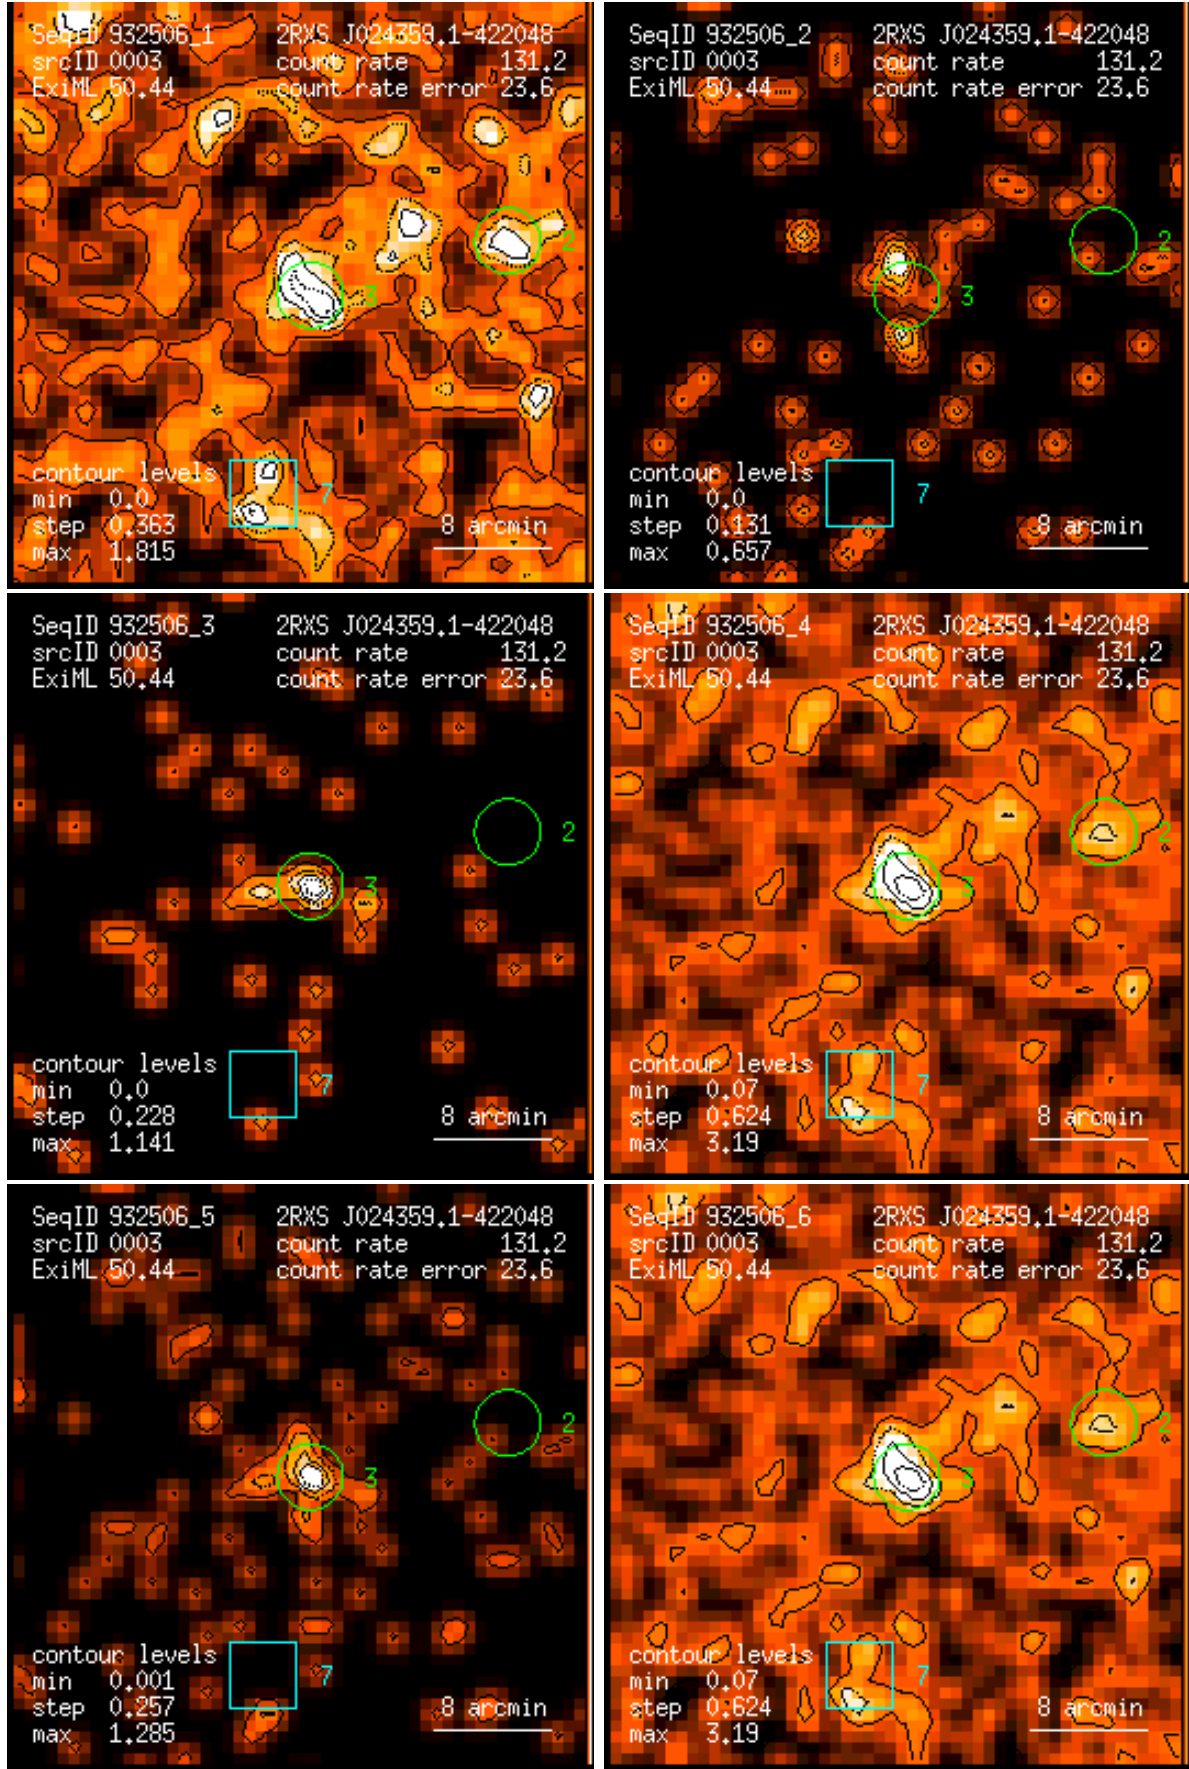 SeqID 932506_1 2RXS J024359.1-422048
srcID 0003 count rate 131.2
ExiML 50.44 count rate error 23.6
2
3
contour levels
7
min 0.0
step 0.363 8 arcmin
max 1.815
SeqID 932506_2 2RXS J024359.1-422048
srcID 0003 count rate 131.2
ExiML 50.44 count rate error 23.6
2
3
contour levels
7
min 0.0
step 0.131 8 arcmin
max 0.657
SeqID 932506_3 2RXS J024359.1-422048
srcID 0003 count rate 131.2
ExiML 50.44 count rate error 23.6
2
3
contour levels
7
min 0.0
step 0.228 8 arcmin
max 1.141
SeqID 932506_4 2RXS J024359.1-422048
srcID 0003 count rate 131.2
ExiML 50.44 count rate error 23.6
2
3
contour levels
7
min 0.07
step 0.624 8 arcmin
max 3.19
SeqID 932506_5 2RXS J024359.1-422048
srcID 0003 count rate 131.2
ExiML 50.44 count rate error 23.6
2
3
contour levels
7
min 0.001
step 0.257 8 arcmin
max 1.285
SeqID 932506_6 2RXS J024359.1-422048
srcID 0003 count rate 131.2
ExiML 50.44 count rate error 23.6
2
3
contour levels
7
min 0.07
step 0.624 8 arcmin
max 3.19